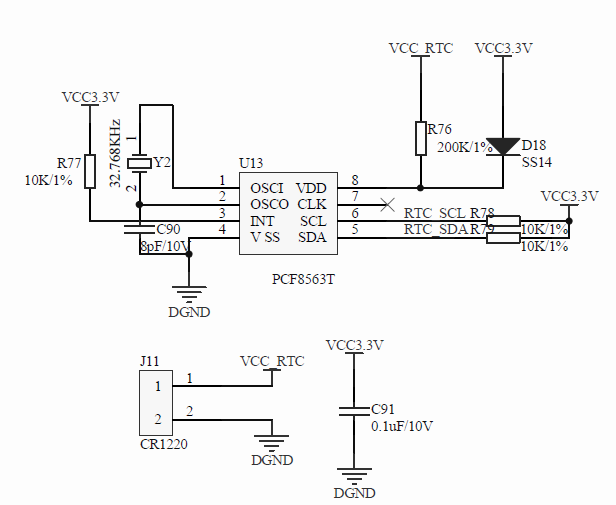 VCC_RTC VCC3.3V
VCC3.3V
32.768KHz
1
2
Y2
R77
10K/1%
R76
200K/1%
D18
SS14
U13
1 OSCI VDD 8
2 OSCO CLK 7
3 INT SCL 6
4 VSS SDA 5
PCF8563T
VCC3.3V
RTC_SCL R78
10K/1%
RTC_SDA R79
10K/1%
C90
8pF/10V
DGND
J11
1 1
2 2
CR1220
VCC_RTC
DGND
VCC3.3V
C91
0.1uF/10V
DGND